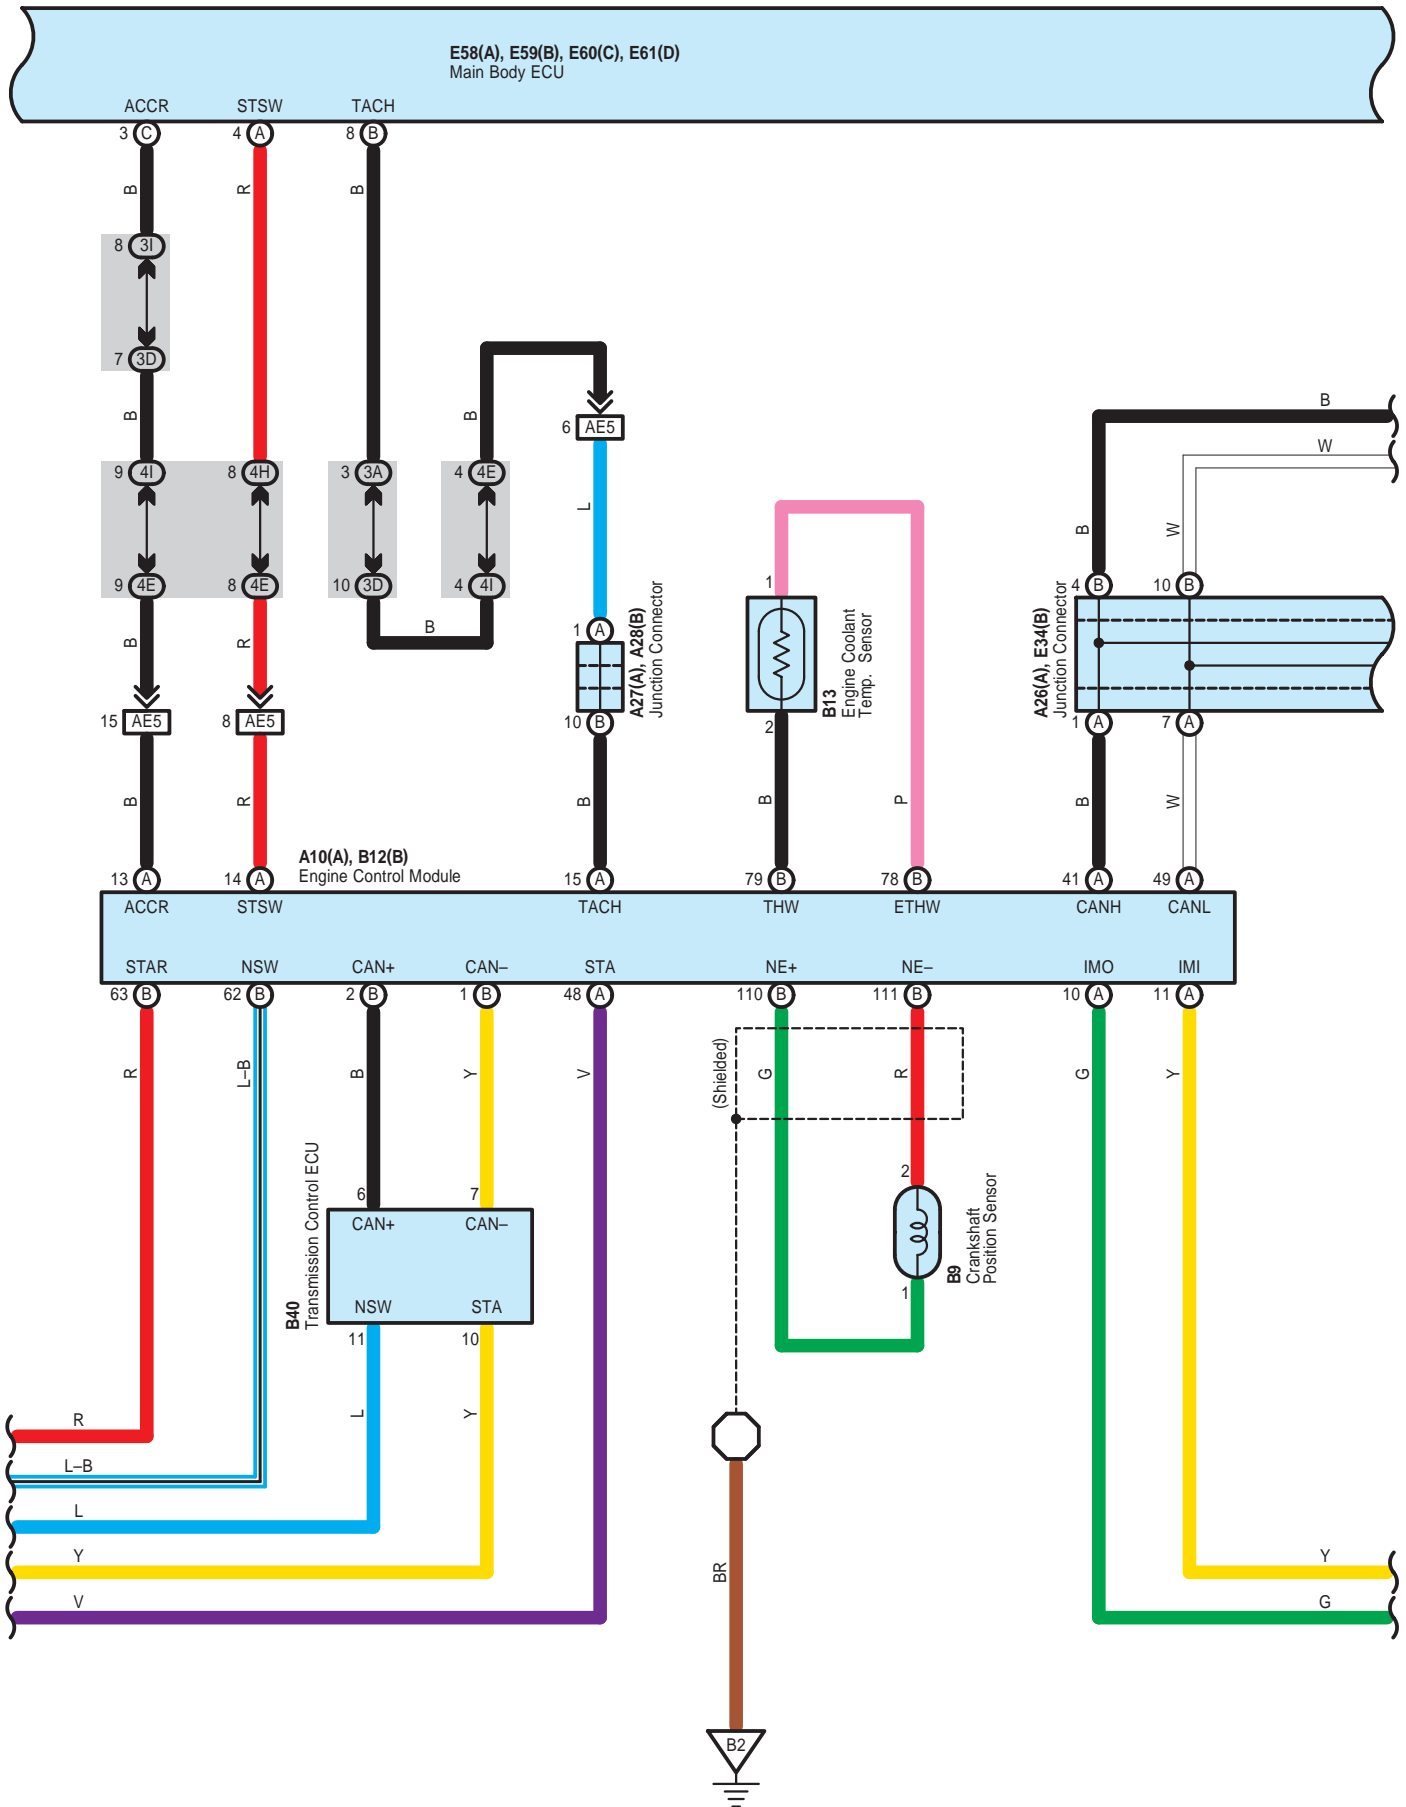 E58(A), E59(B), E60(C), E61(D)
Main Body ECU
ACCR STSW TACH
3 C 4 A 8 B
B R B
8 3I
7 3D
B B
6 AE5
B
W
9 4I 8 4H 3 3A 4 4E
L
B W
9 4E 8 4E 10 3D 4 4I
1
4 B 10 B
B
1 A
B R
A27(A), A28(B)
Junction Connector
B13
Engine Coolant
Temp. Sensor
A26(A), E34(B)
Junction Connector
15 AE5 8 AE5
10 B
2
1 A 7 A
B R B B P B W
A10(A), B12(B)
Engine Control Module
13 A 14 A 15 A 79 B 78 B 41 A 49 A
ACCR STSW TACH THW ETHW CANH CANL
STAR NSW CAN+ CAN– STA NE+ NE– IMO IMI
63 B 62 B 2 B 1 B 48 A 110 B 111 B 10 A 11 A
R L–B B Y V (Shielded) G R G Y
6 7
2
B40
Transmission Control ECU
CAN+ CAN–
B9
Crankshaft
Position Sensor
NSW STA
1
11 10
L Y
R
L–B
L
Y
V
BR
Y
G
B2